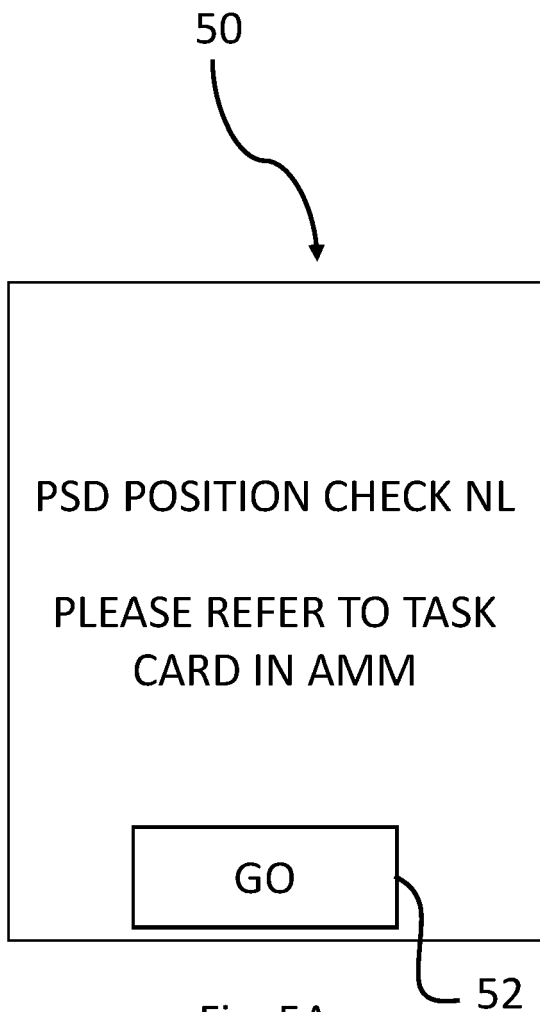 50
PSD POSITION CHECK NL
PLEASE REFER TO TASK
CARD IN AMM
GO
52